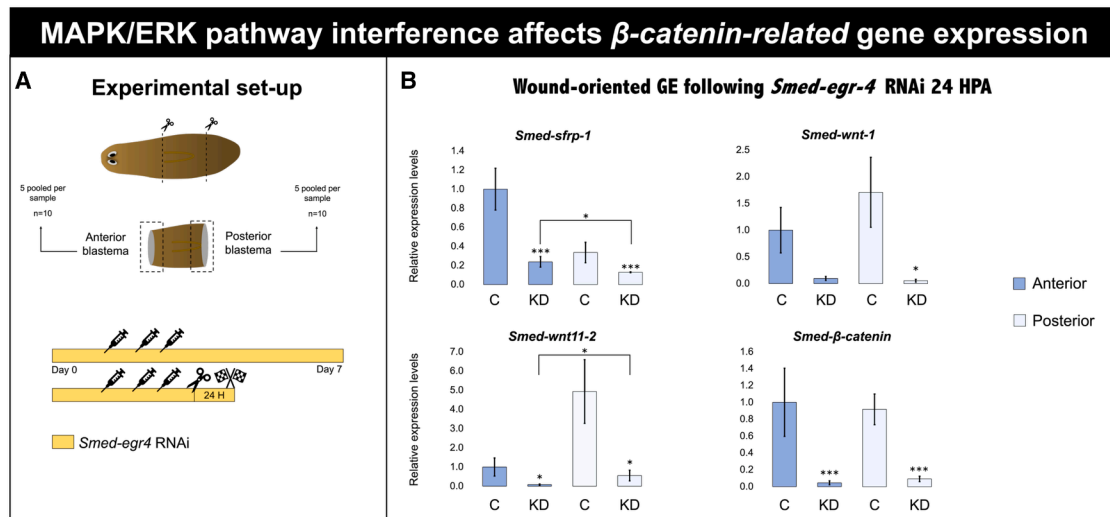 MAPK/ERK pathway interference affects β-catenin-related gene expression
A
Experimental set-up
5 pooled per
sample
n=10
5 pooled per
sample
n=10
Anterior
blastema
Posterior
blastema
Day 0
Day 7
24 H
Smed-egr4 RNAi
B
Wound-oriented GE following Smed-egr-4 RNAi 24 HPA
Smed-sfrp-1
Relative expression levels
1.4
1.2
1.0
0.8
0.6
0.4
0.2
0.0
***
*
***
C KD C KD
Smed-wnt-1
2.5
2.0
1.5
1.0
0.5
0.0
*
C KD C KD
Anterior
Posterior
Smed-wnt11-2
Relative expression levels
7.0
6.0
5.0
4.0
3.0
2.0
1.0
0.0
*
*
*
C KD C KD
Smed-β-catenin
1.6
1.4
1.2
1.0
0.8
0.6
0.4
0.2
0.0
***
***
C KD C KD